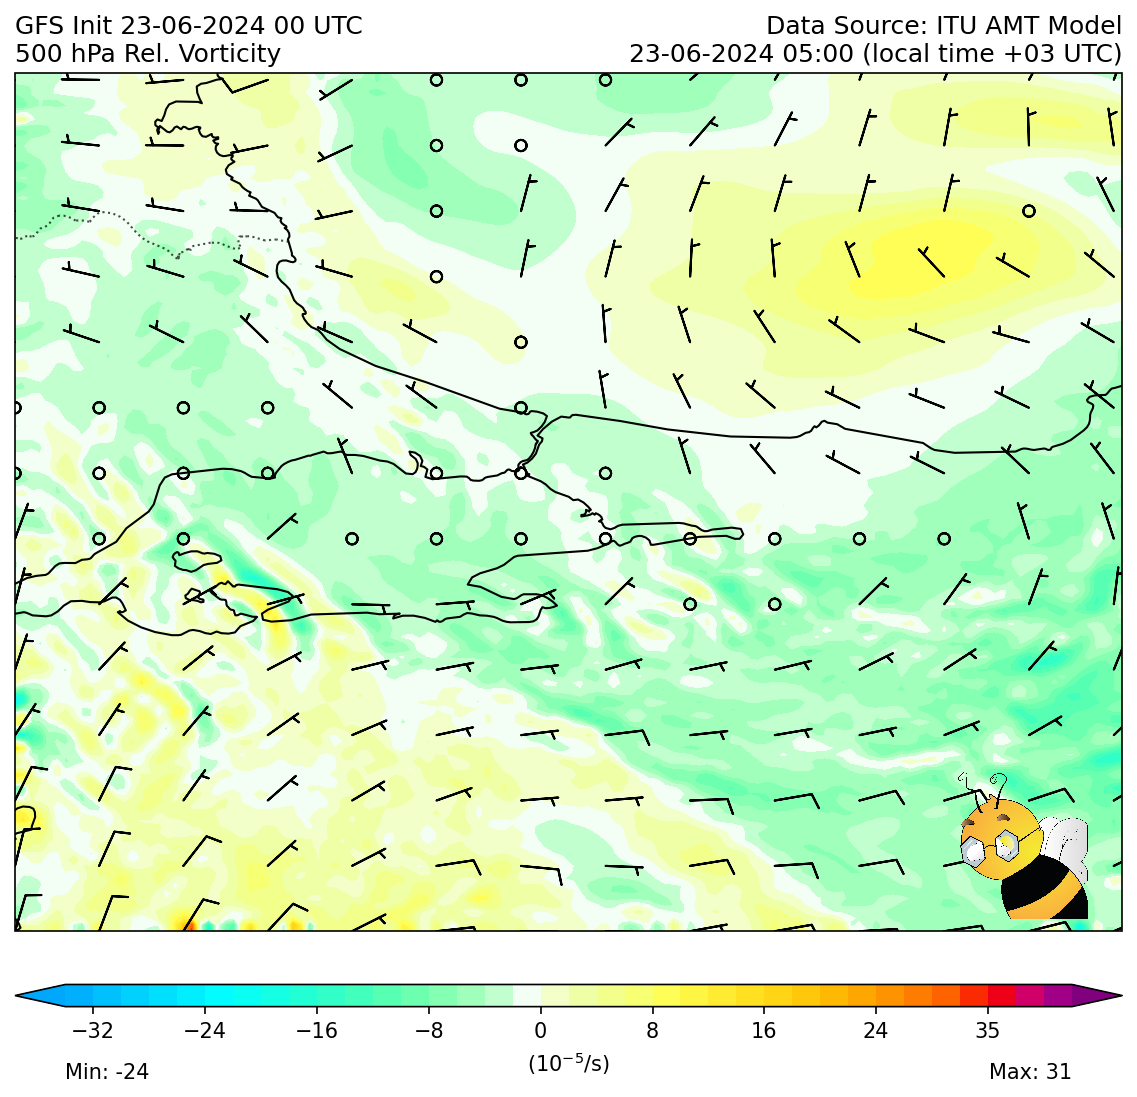 GFS Init 23-06-2024 00 UTC
Data Source: ITU AMT Model
500 hPa Rel. Vorticity
23-06-2024 05:00 (local time +03 UTC)
−32 −24 −16 −8 0 8 16 24 35
(10⁻⁵/s)
Min: -24
Max: 31